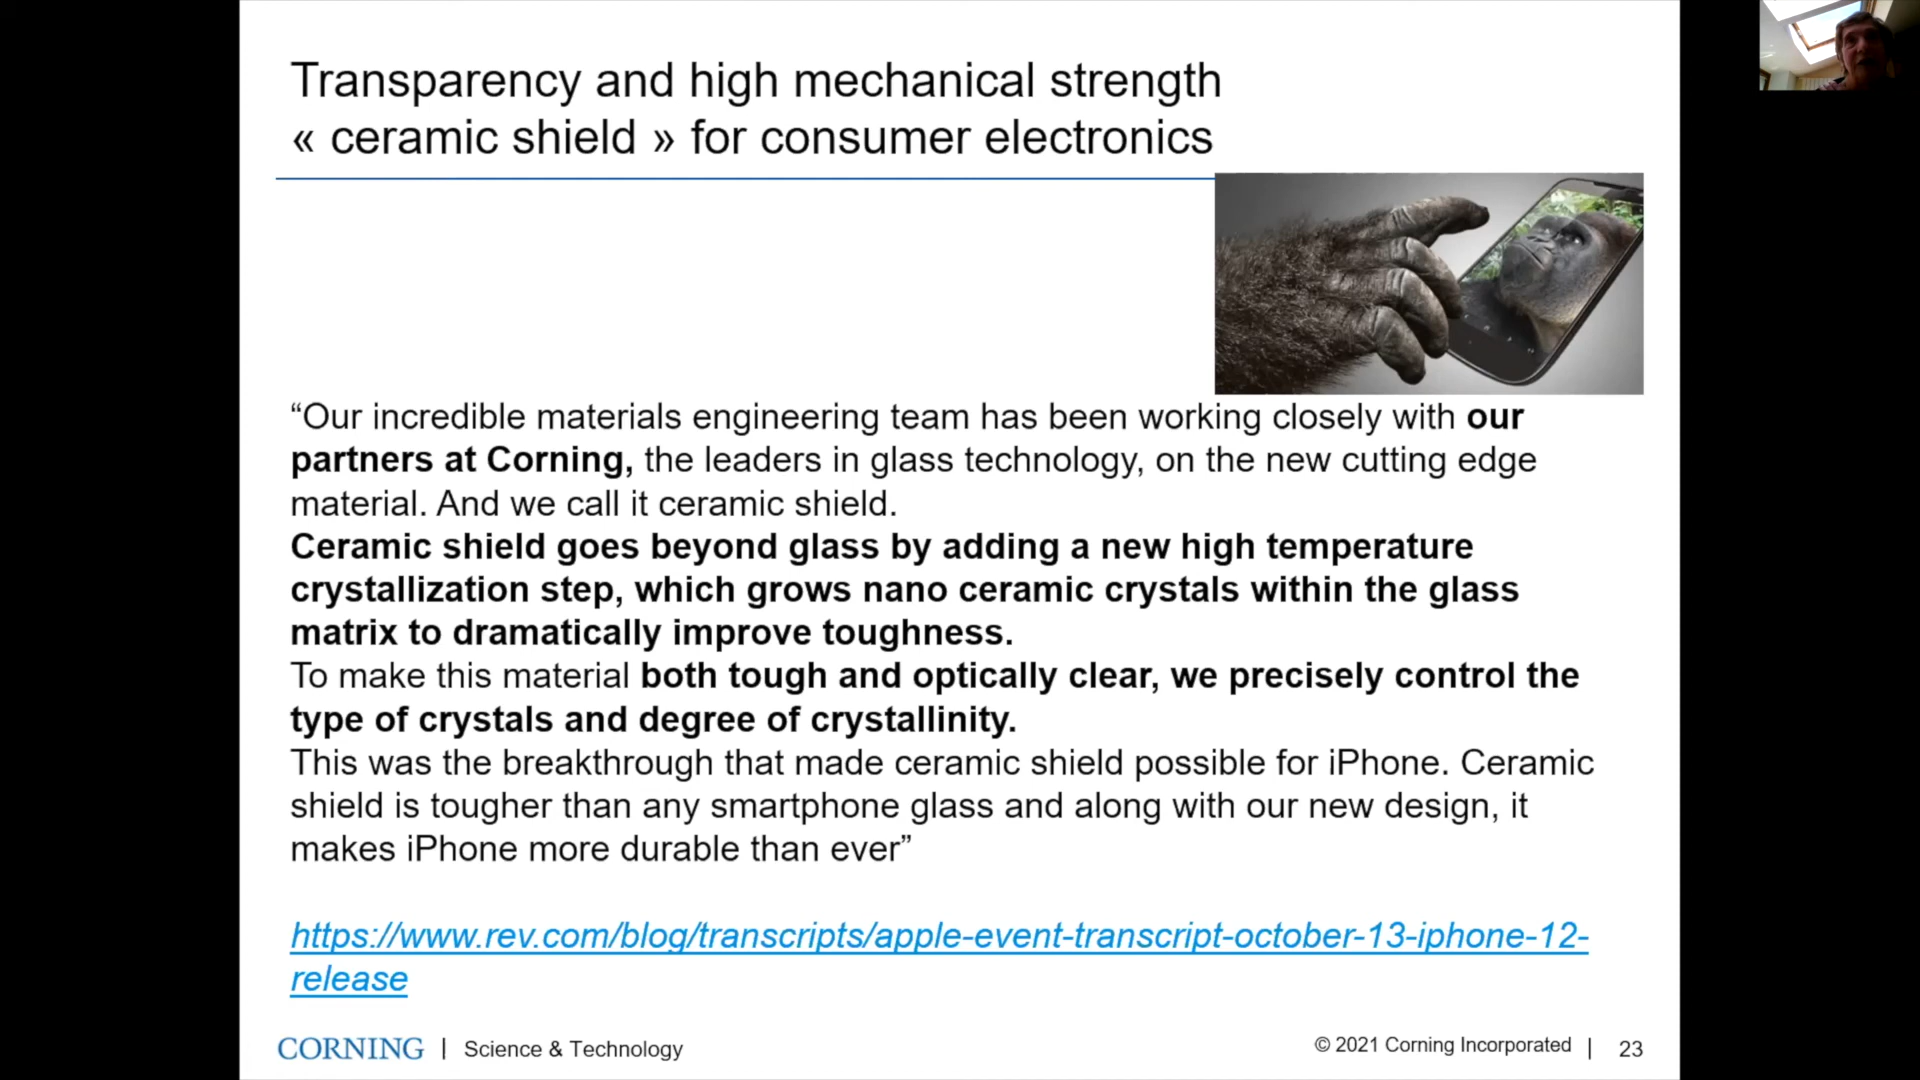 Transparency and high mechanical strength
« ceramic shield » for consumer electronics
“Our incredible materials engineering team has been working closely with our
partners at Corning, the leaders in glass technology, on the new cutting edge
material. And we call it ceramic shield.
Ceramic shield goes beyond glass by adding a new high temperature
crystallization step, which grows nano ceramic crystals within the glass
matrix to dramatically improve toughness.
To make this material both tough and optically clear, we precisely control the
type of crystals and degree of crystallinity.
This was the breakthrough that made ceramic shield possible for iPhone. Ceramic
shield is tougher than any smartphone glass and along with our new design, it
makes iPhone more durable than ever”
https://www.rev.com/blog/transcripts/apple-event-transcript-october-13-iphone-12-
release
CORNING | Science & Technology
© 2021 Corning Incorporated | 23